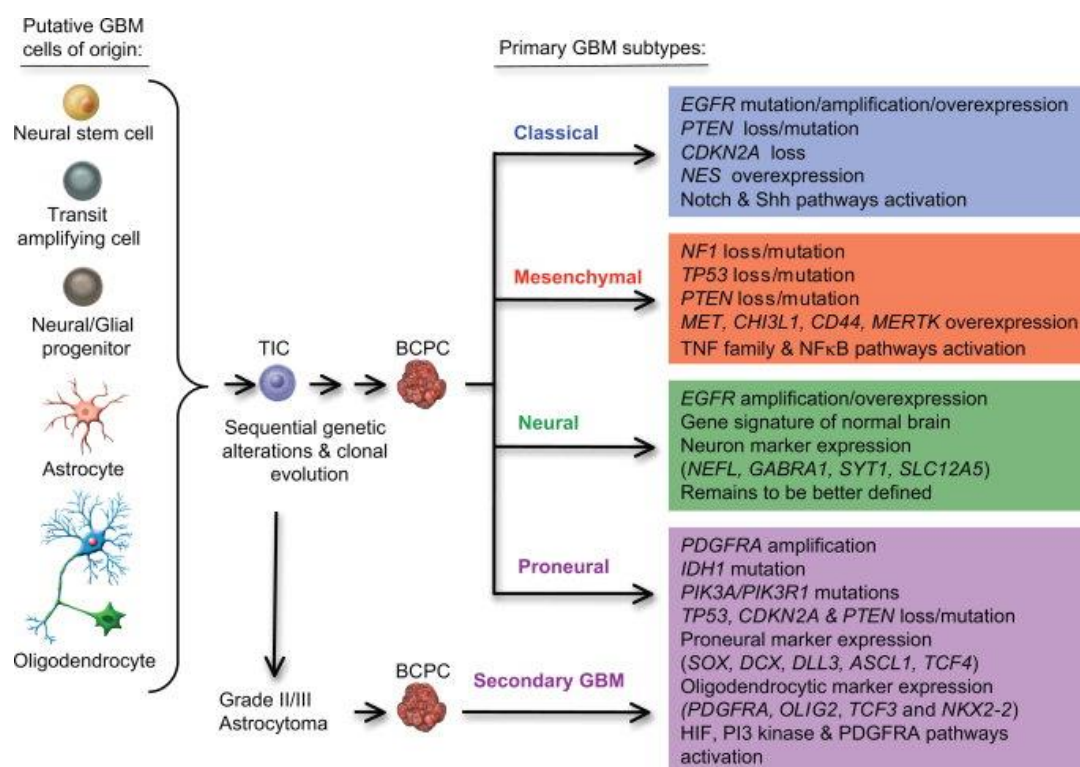 Putative GBM
cells of origin:
Neural stem cell
Transit
amplifying cell
Neural/Glial
progenitor
Astrocyte
Oligodendrocyte
TIC
BCPC
Sequential genetic
alterations & clonal
evolution
Grade II/III
Astrocytoma
BCPC
Primary GBM subtypes:
Classical
EGFR mutation/amplification/overexpression
PTEN loss/mutation
CDKN2A loss
NES overexpression
Notch & Shh pathways activation
Mesenchymal
NF1 loss/mutation
TP53 loss/mutation
PTEN loss/mutation
MET, CHI3L1, CD44, MERTK overexpression
TNF family & NFκB pathways activation
Neural
EGFR amplification/overexpression
Gene signature of normal brain
Neuron marker expression
(NEFL, GABRA1, SYT1, SLC12A5)
Remains to be better defined
Proneural
Secondary GBM
PDGFRA amplification
IDH1 mutation
PIK3A/PIK3R1 mutations
TP53, CDKN2A & PTEN loss/mutation
Proneural marker expression
(SOX, DCX, DLL3, ASCL1, TCF4)
Oligodendrocytic marker expression
(PDGFRA, OLIG2, TCF3 and NKX2-2)
HIF, PI3 kinase & PDGFRA pathways
activation